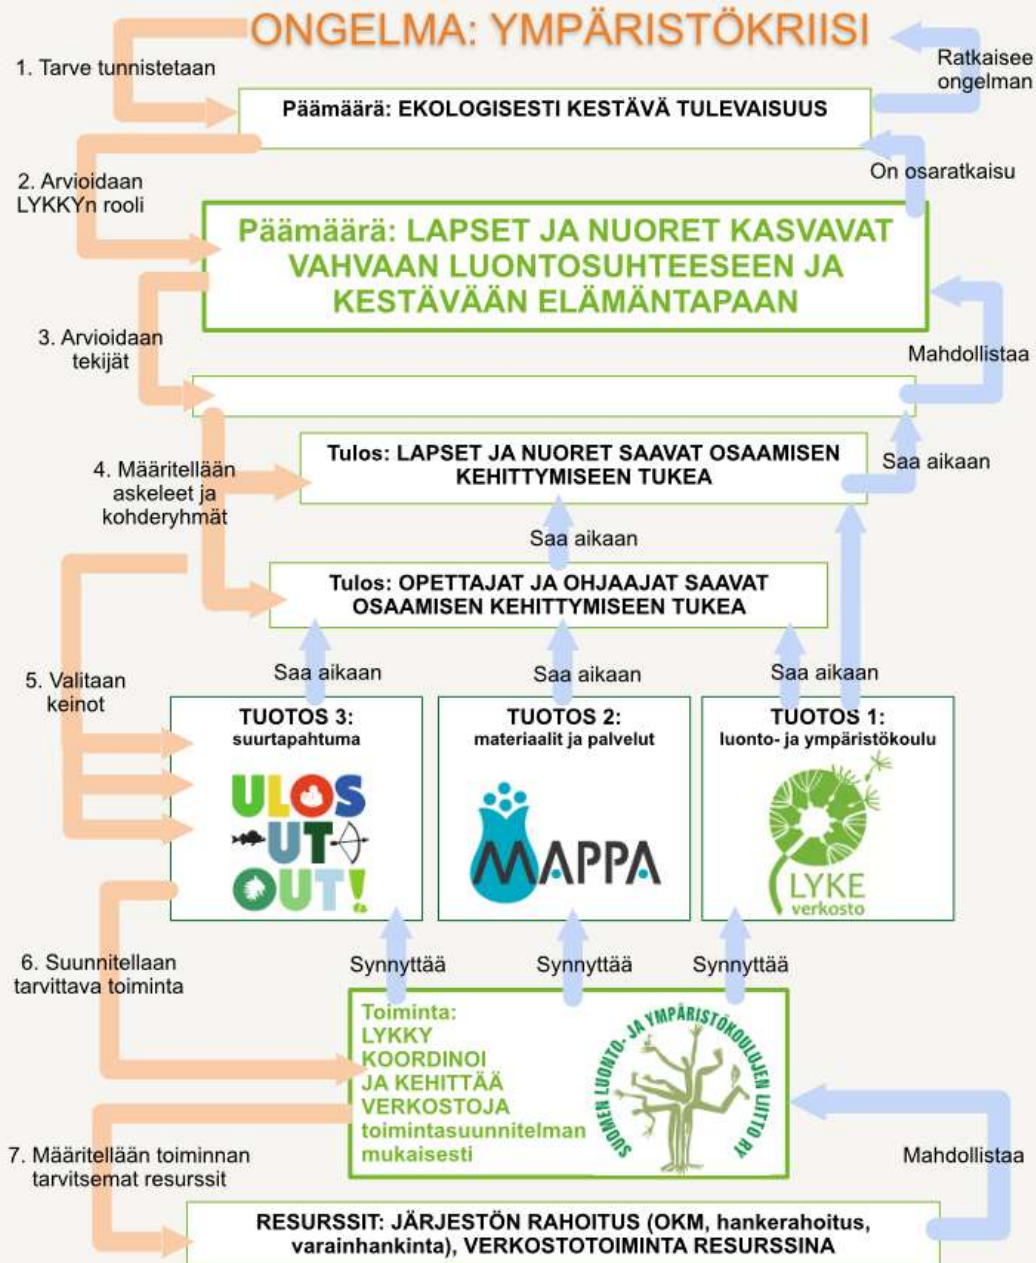 ONGELMA: YMPÄRISTÖKRIISI
1. Tarve tunnistetaan
Ratkaisee
ongelman
Päämäärä: EKOLOGISESTI KESTÄVÄ TULEVAISUUS
2. Arvioidaan
LYKKYn rooli
On osaratkaisu
Päämäärä: LAPSET JA NUORET KASVAVAT
VAHVAAN LUONTOSUHTEESEEN JA
KESTÄVÄÄN ELÄMÄNTAPAAN
3. Arvioidaan
tekijät
Mahdollistaa
Tulos: LAPSET JA NUORET SAAVAT OSAAMISEN
KEHITTYMISEEN TUKEA
Saa aikaan
4. Määritellään
askeleet ja
kohderyhmät
Saa aikaan
Tulos: OPETTAJAT JA OHJAAJAT SAAVAT
OSAAMISEN KEHITTYMISEEN TUKEA
Saa aikaan
Saa aikaan
Saa aikaan
5. Valitaan
keinot
TUOTOS 3:
suurtapahtuma
ULOS
UT
OUT!
TUOTOS 2:
materiaalit ja palvelut
MAPPA
TUOTOS 1:
luonto- ja ympäristökoulu
LYKE
verkosto
6. Suunnitellaan
tarvittava toiminta
Synnyttää
Synnyttää
Synnyttää
Toiminta:
LYKKY
KOORDINOI
JA KEHITTÄÄ
VERKOSTOJA
toimintasuunnitelman
mukaisesti
SUOMEN LUONTO- JA YMPÄRISTÖKOULUJEN LIITTO RY
7. Määritellään toiminnan
tarvitsemat resurssit
Mahdollistaa
RESURSSIT: JÄRJESTÖN RAHOITUS (OKM, hankerahoitus,
varainhankinta), VERKOSTOTOIMINTA RESURSSINA